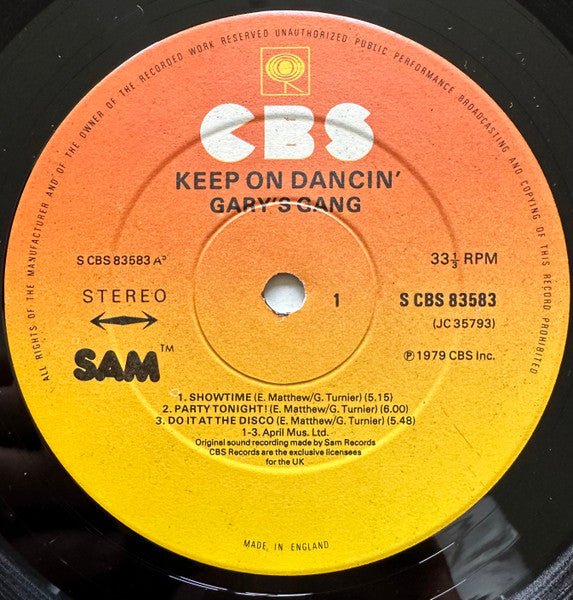 ALL RIGHTS OF THE MANUFACTURER AND OF THE OWNER OF THE RECORDED WORK RESERVED UNAUTHORIZED PUBLIC PERFORMANCE BROADCASTING AND COPYING OF THIS RECORD PROHIBITED
CBS
KEEP ON DANCIN'
GARY'S GANG
S CBS 83583 A
33⅓ RPM
STEREO
1
S CBS 83583
(JC 35793)
SAM™
℗ 1979 CBS Inc.
1. SHOWTIME (E. Matthew/G. Turnier) (5.15)
2. PARTY TONIGHT! (E. Matthew/G. Turnier) (6.00)
3. DO IT AT THE DISCO (E. Matthew/G. Turnier) (5.48)
1-3. April Mus. Ltd.
Original sound recording made by Sam Records
CBS Records are the exclusive licensees
for the UK
MADE IN ENGLAND